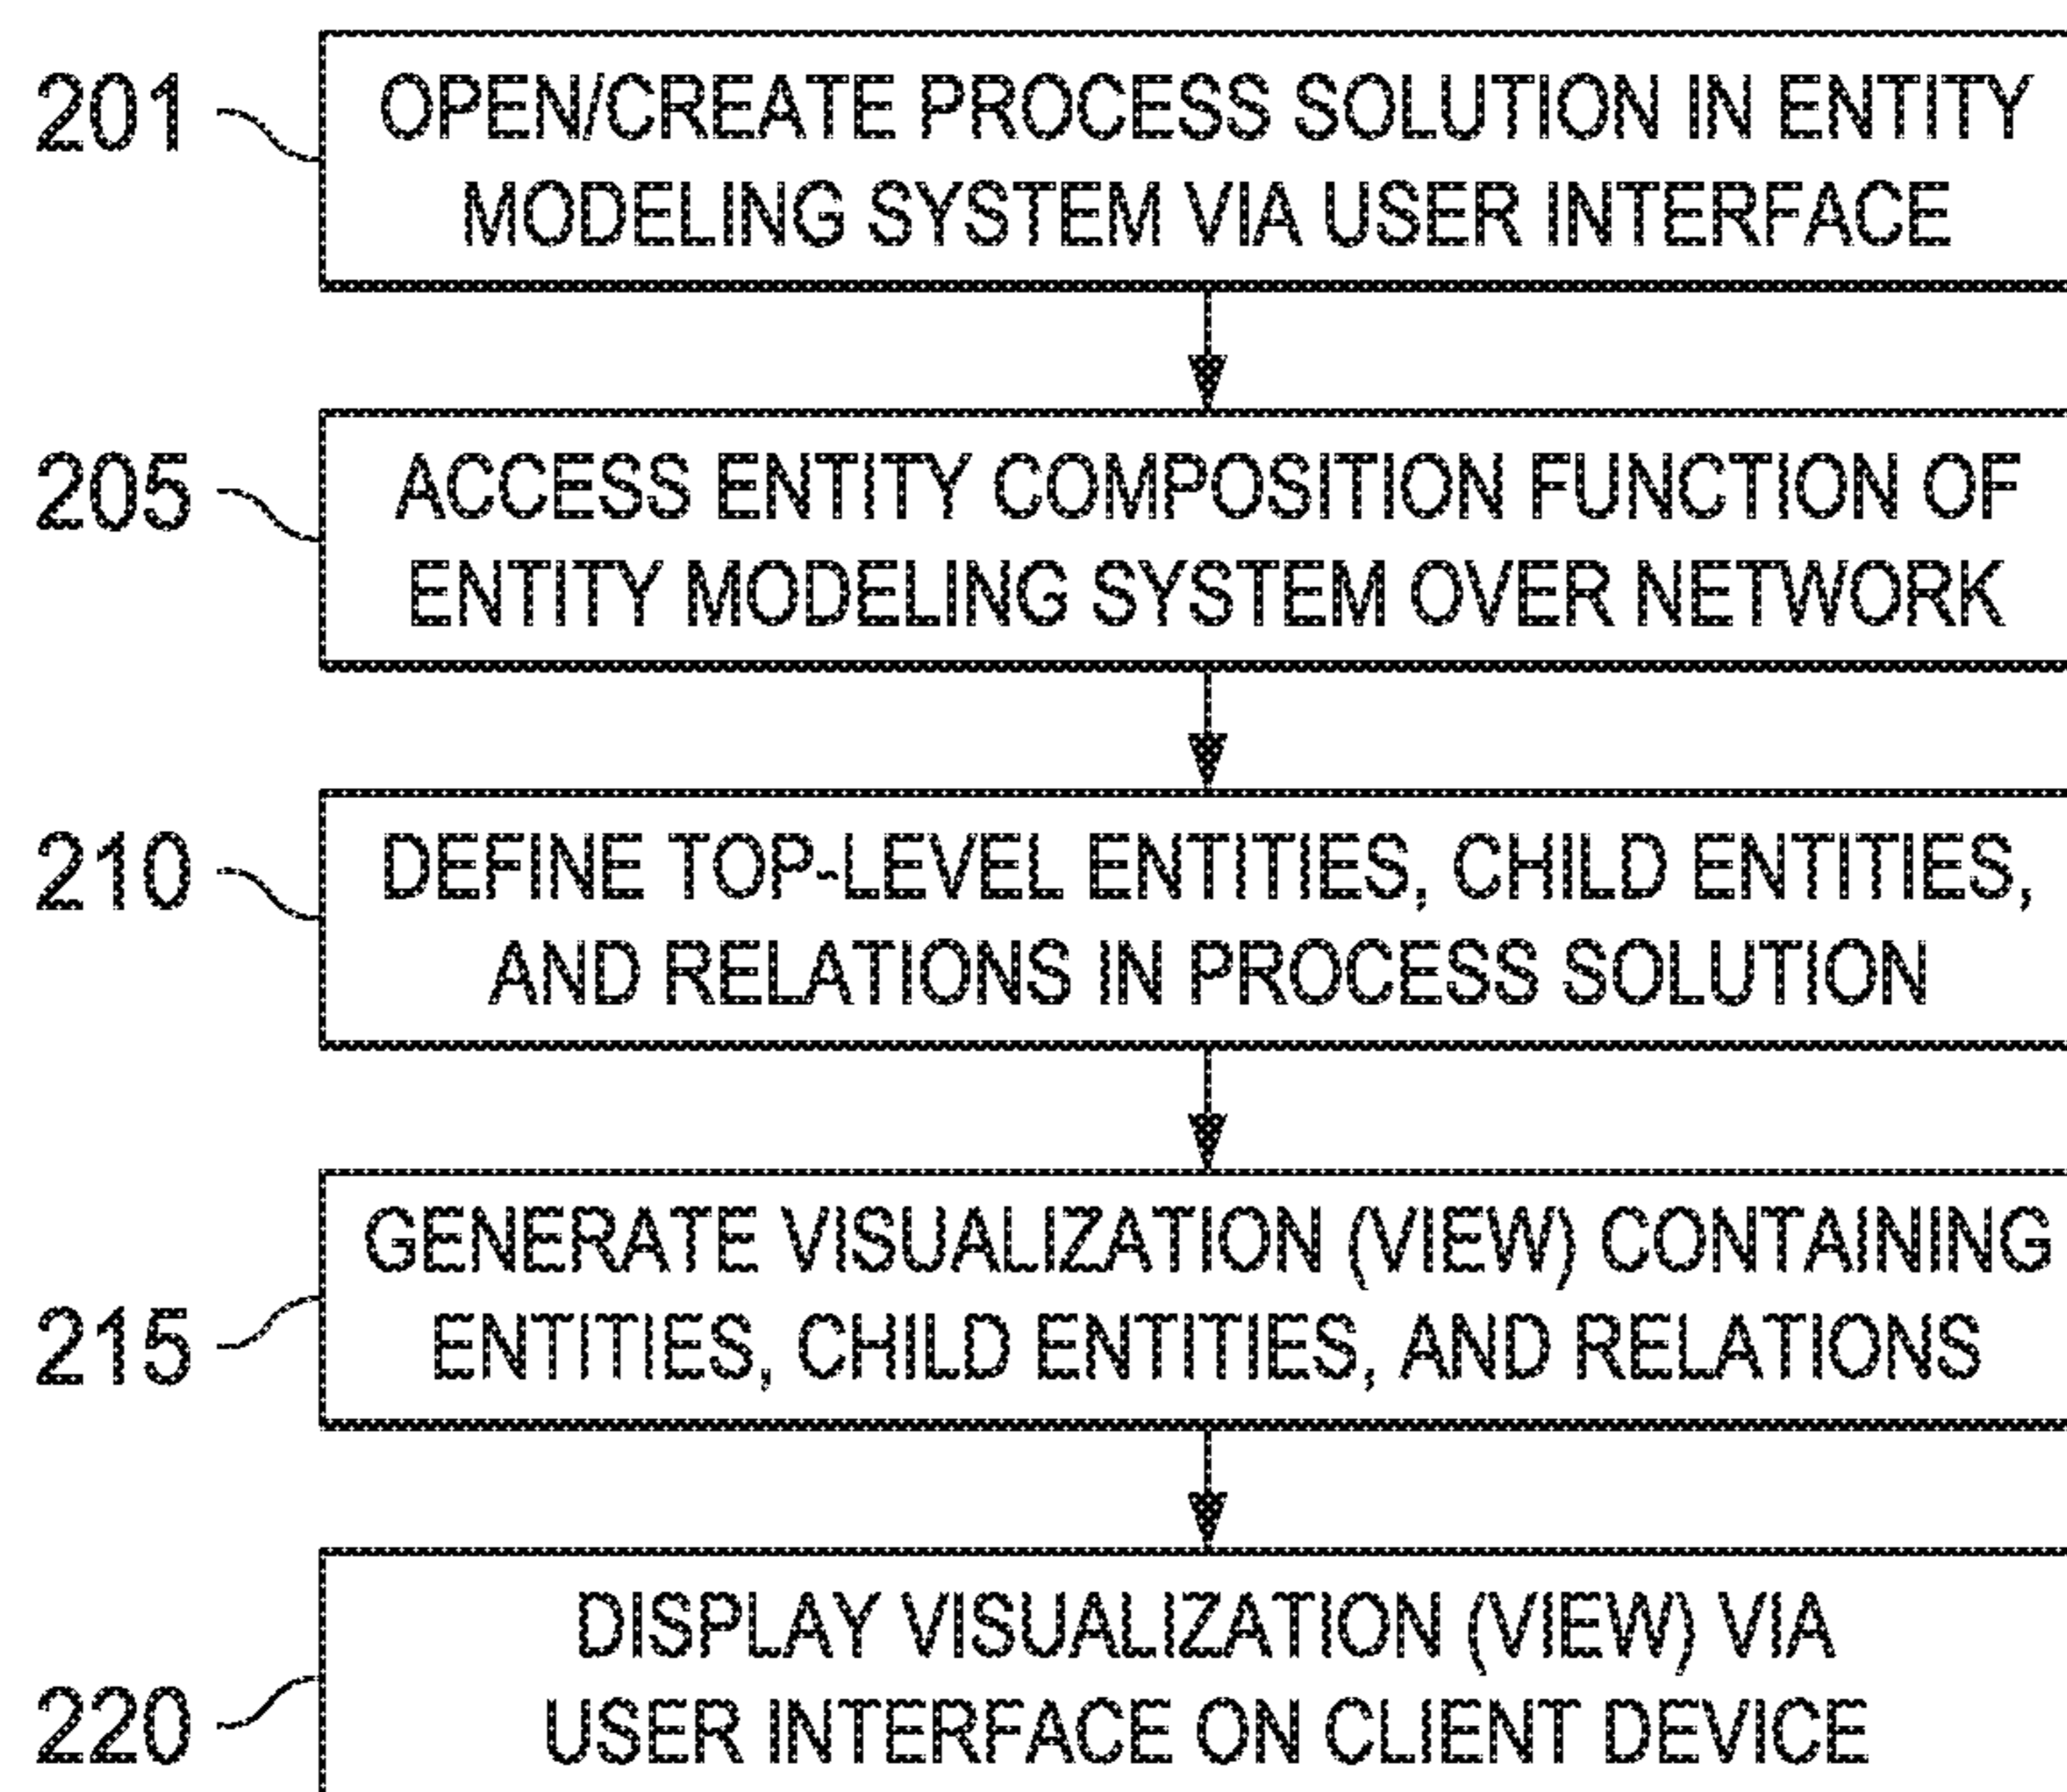 201
OPEN/CREATE PROCESS SOLUTION IN ENTITY
MODELING SYSTEM VIA USER INTERFACE
205
ACCESS ENTITY COMPOSITION FUNCTION OF
ENTITY MODELING SYSTEM OVER NETWORK
210
DEFINE TOP-LEVEL ENTITIES, CHILD ENTITIES,
AND RELATIONS IN PROCESS SOLUTION
215
GENERATE VISUALIZATION (VIEW) CONTAINING
ENTITIES, CHILD ENTITIES, AND RELATIONS
220
DISPLAY VISUALIZATION (VIEW) VIA
USER INTERFACE ON CLIENT DEVICE